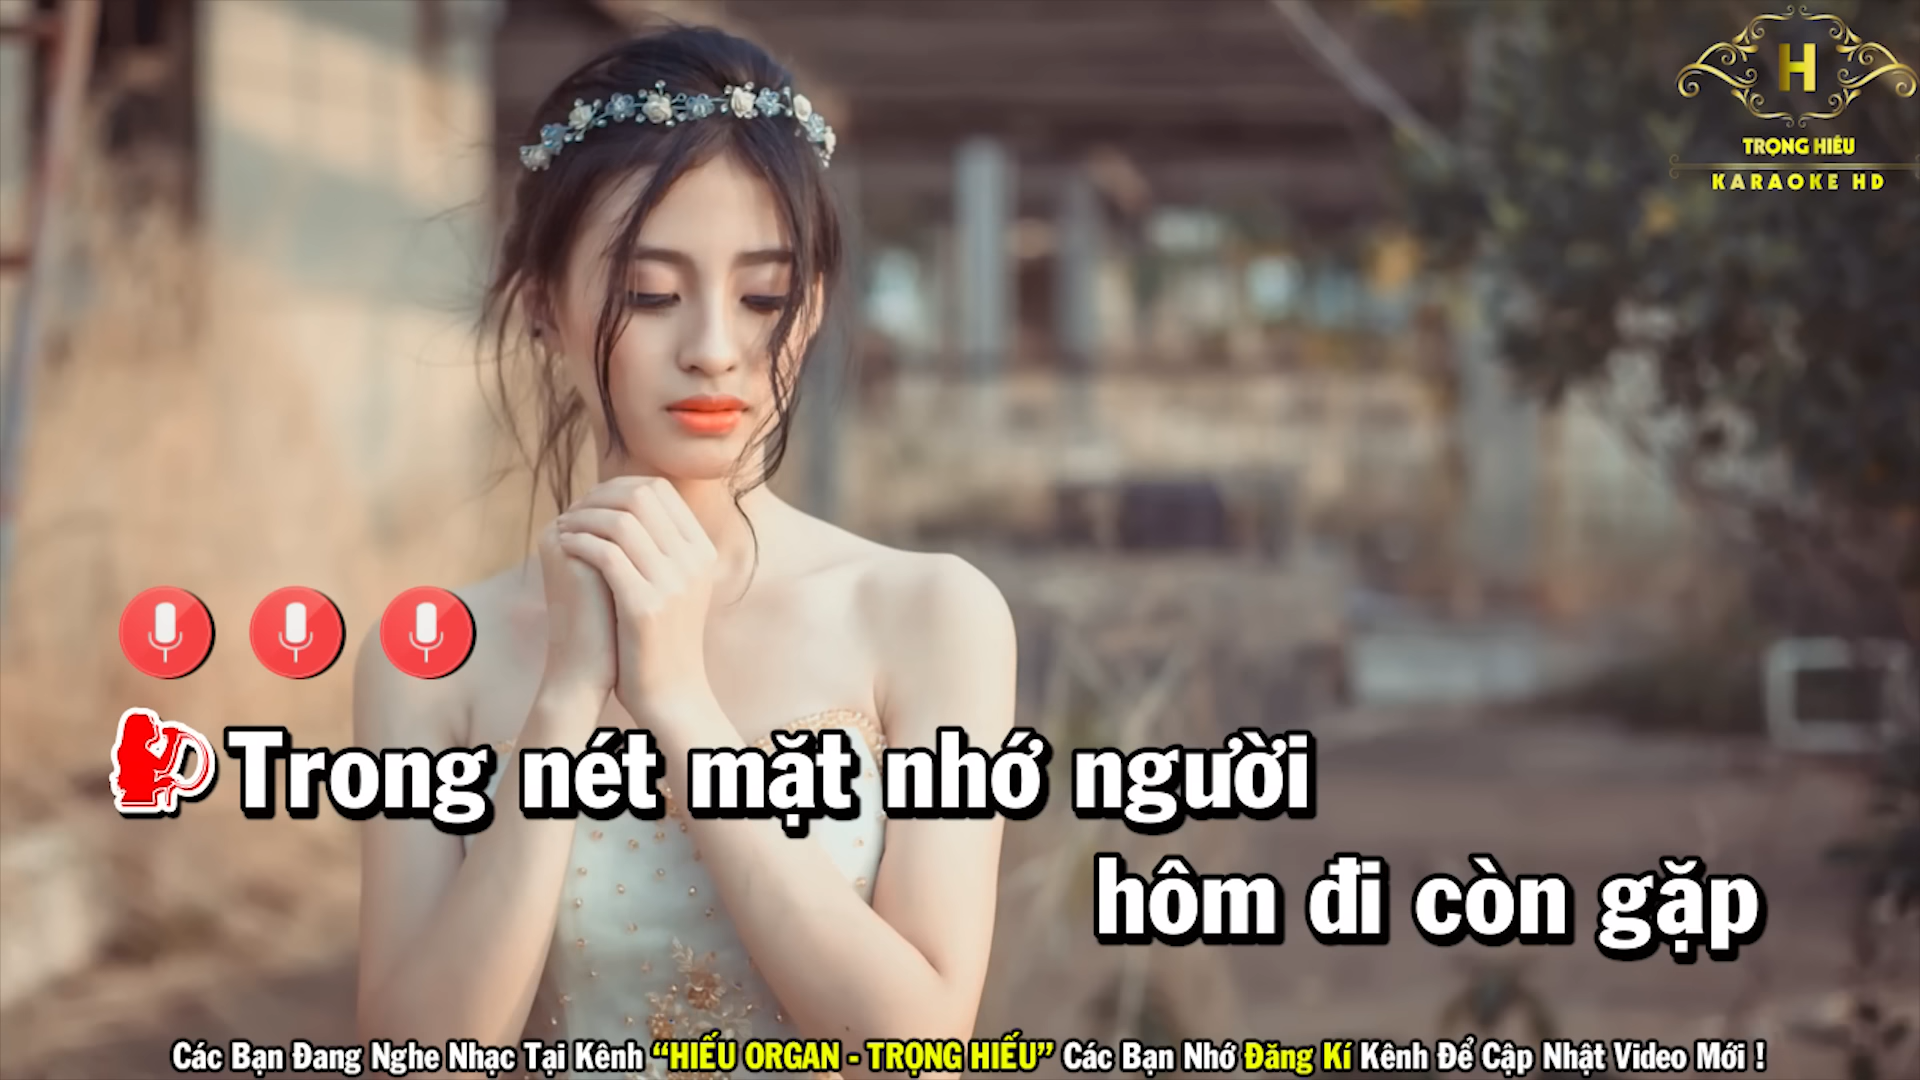 H
TRỌNG HIẾU
KARAOKE HD
Trong nét mặt nhớ người
hôm đi còn gặp
Các Bạn Đang Nghe Nhạc Tại Kênh “HIẾU ORGAN - TRỌNG HIẾU” Các Bạn Nhớ Đăng Kí Kênh Để Cập Nhật Video Mới !